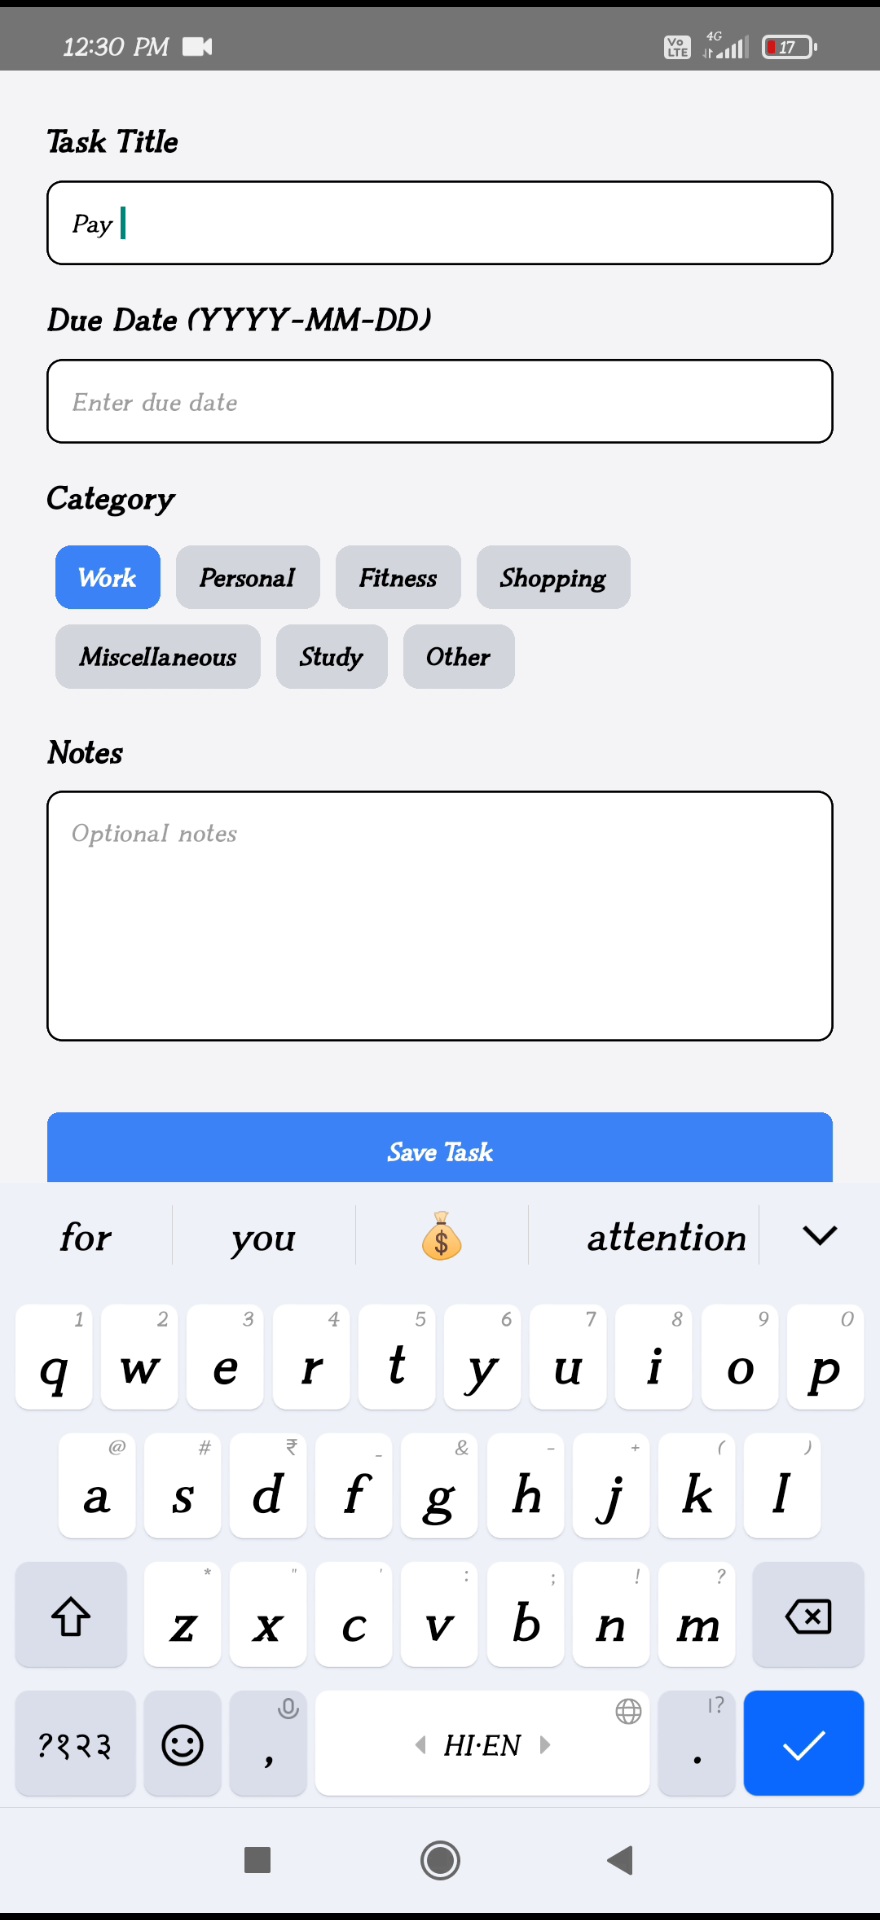 12:30 PM Vo LTE 4G 17
Task Title
Pay
Due Date (YYYY-MM-DD)
Enter due date
Category
Work Personal Fitness Shopping
Miscellaneous Study Other
Notes
Optional notes
Save Task
for you attention
1 2 3 4 5 6 7 8 9 0
q w e r t y u i o p
@ # ₹ _ & - + ( )
a s d f g h j k l
* " ' : ; ! ?
z x c v b n m
?१२३ , HI·EN . |?